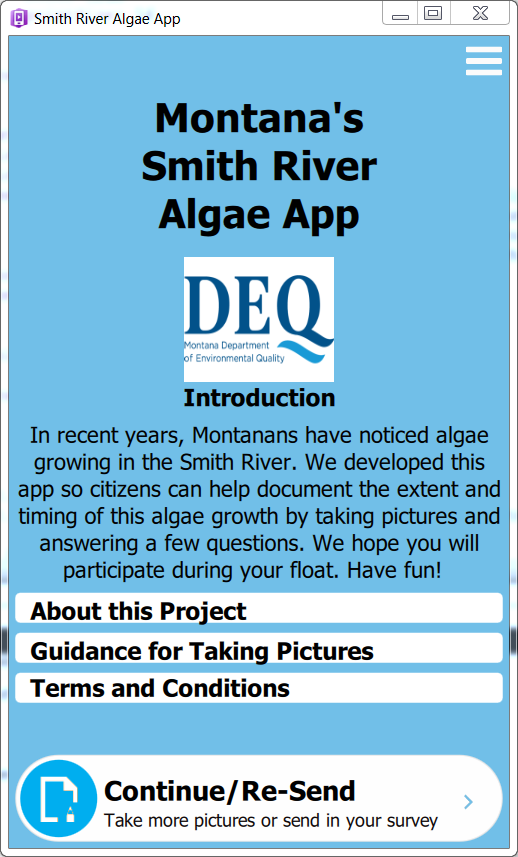 Smith River Algae App
Montana's
Smith River
Algae App
DEQ
Montana Department
of Environmental Quality
Introduction
In recent years, Montanans have noticed algae
growing in the Smith River. We developed this
app so citizens can help document the extent and
timing of this algae growth by taking pictures and
answering a few questions. We hope you will
participate during your float. Have fun!
About this Project
Guidance for Taking Pictures
Terms and Conditions
Continue/Re-Send
Take more pictures or send in your survey